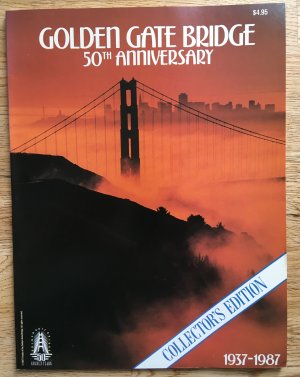 $4.95
GOLDEN GATE BRIDGE
50TH ANNIVERSARY
COLLECTOR'S EDITION
1937-1987